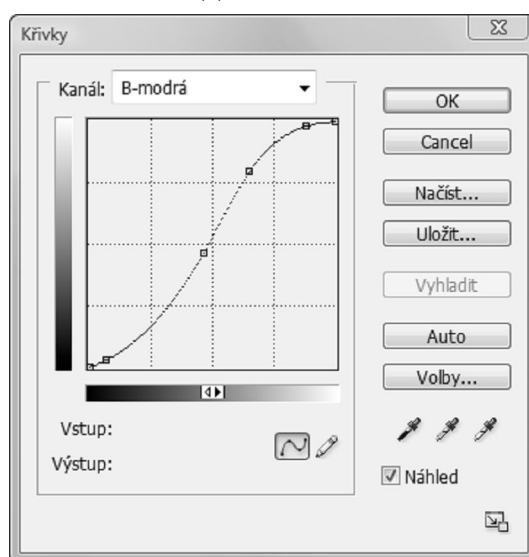 Křivky
Kanál: B-modrá
OK
Cancel
Načíst...
Uložit...
Vyhladit
Auto
Volby...
Vstup:
Výstup:
Náhled